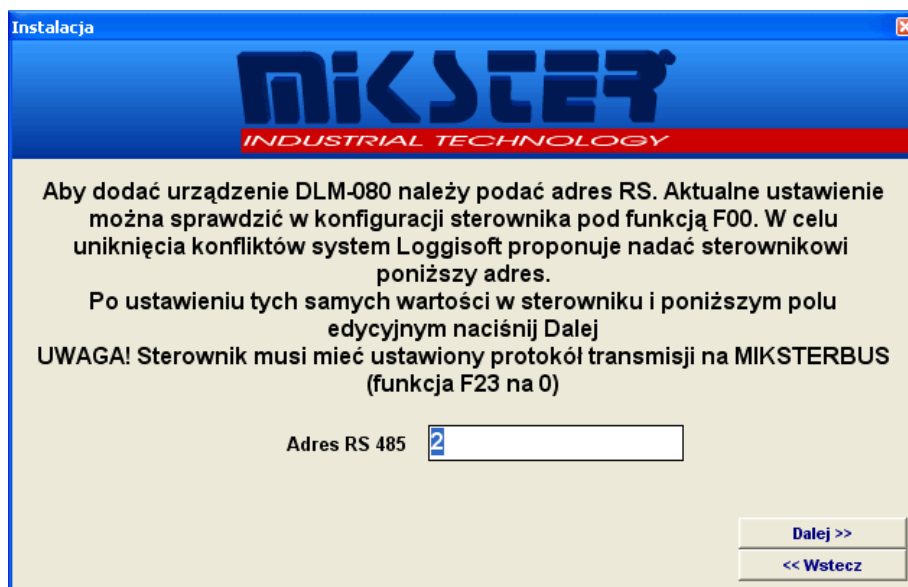 Instalacja
MIKSTER
INDUSTRIAL TECHNOLOGY
Aby dodać urządzenie DLM-080 należy podać adres RS. Aktualne ustawienie
można sprawdzić w konfiguracji sterownika pod funkcją F00. W celu
uniknięcia konfliktów system Loggisoft proponuje nadać sterownikowi
poniższy adres.
Po ustawieniu tych samych wartości w sterowniku i poniższym polu
edycyjnym naciśnij Dalej
UWAGA! Sterownik musi mieć ustawiony protokół transmisji na MIKSTERBUS
(funkcja F23 na 0)
Adres RS 485 2
Dalej >>
<< Wstecz